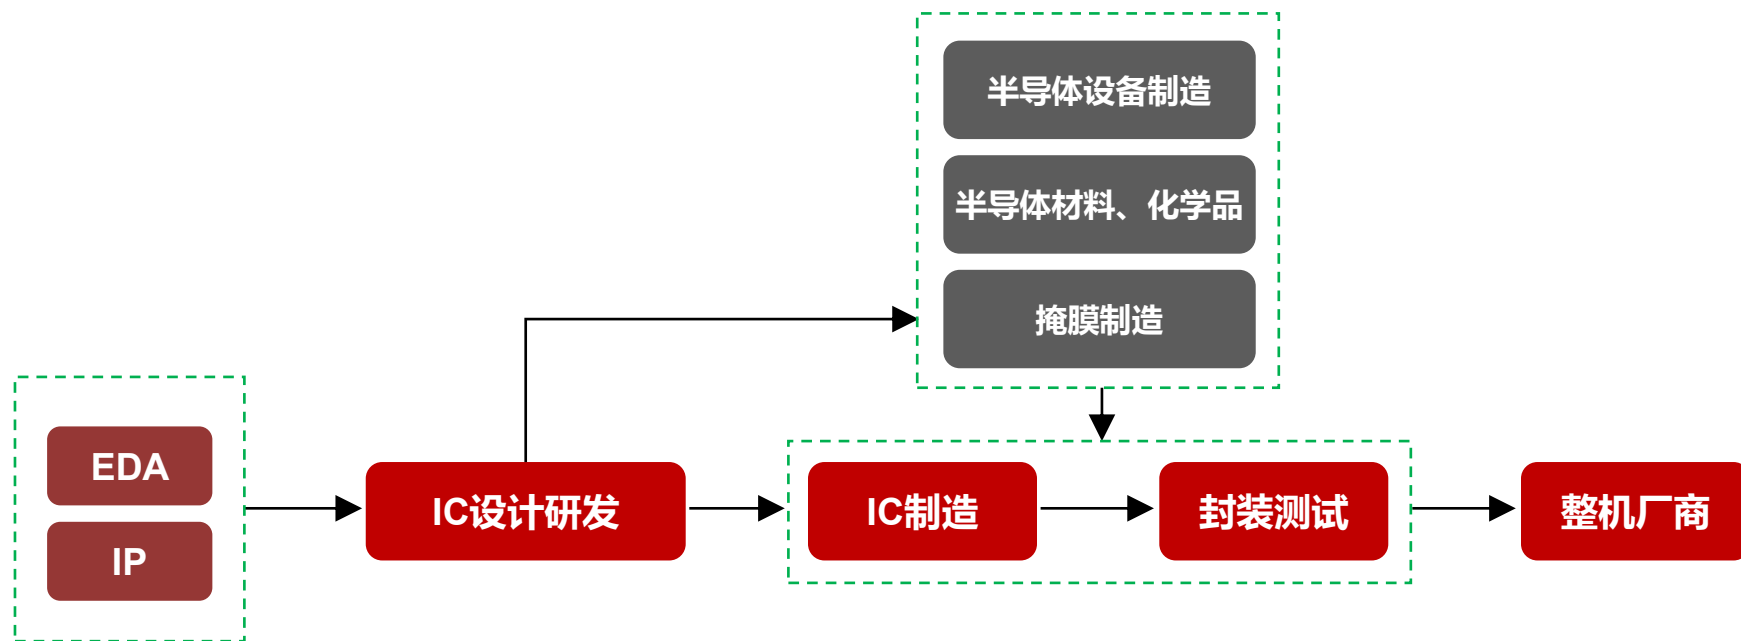 半导体设备制造
半导体材料、化学品
掩膜制造
EDA
IP
IC设计研发
IC制造
封装测试
整机厂商